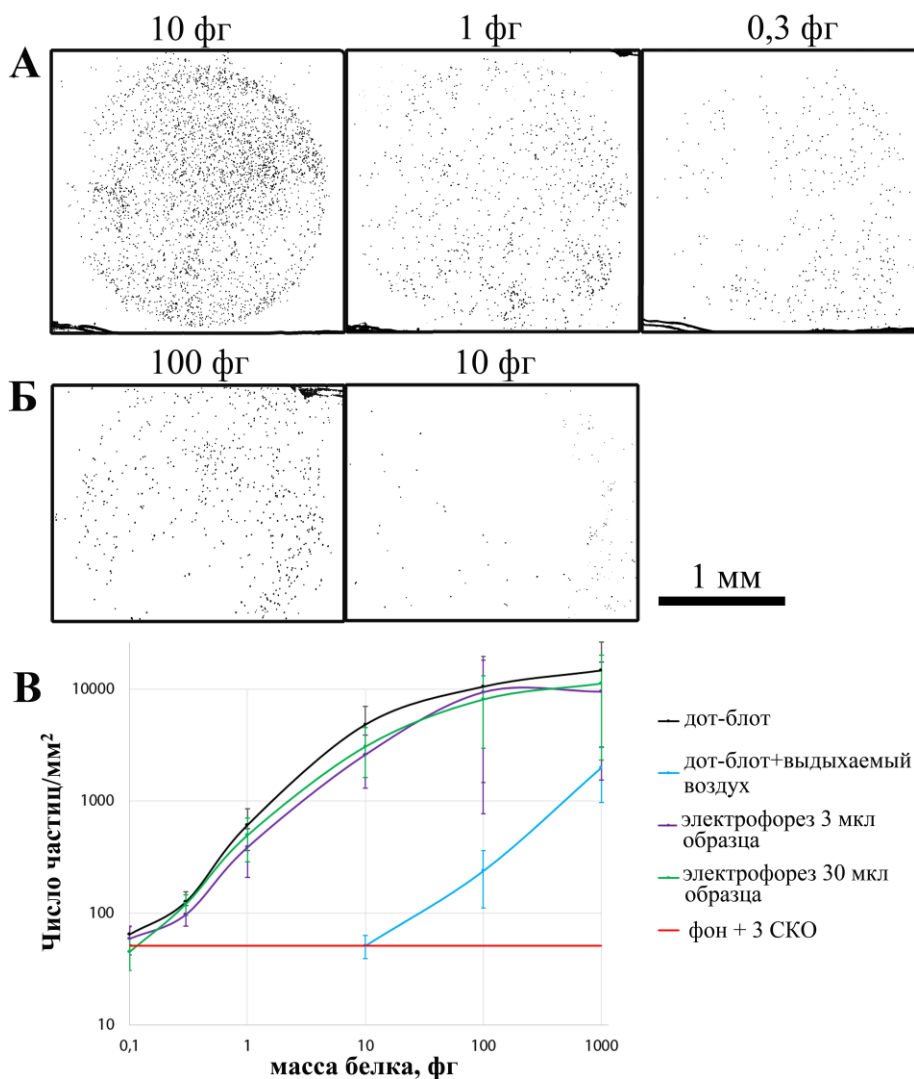 10 фг 1 фг 0,3 фг
А
100 фг 10 фг
Б
1 мм
В
10000
1000
100
10
Число частиц/мм²
0,1 1 10 100 1000
масса белка, фг
дот-блот
дот-блот+выдыхаемый
воздух
электрофорез 3 мкл
образца
электрофорез 30 мкл
образца
фон + 3 СКО